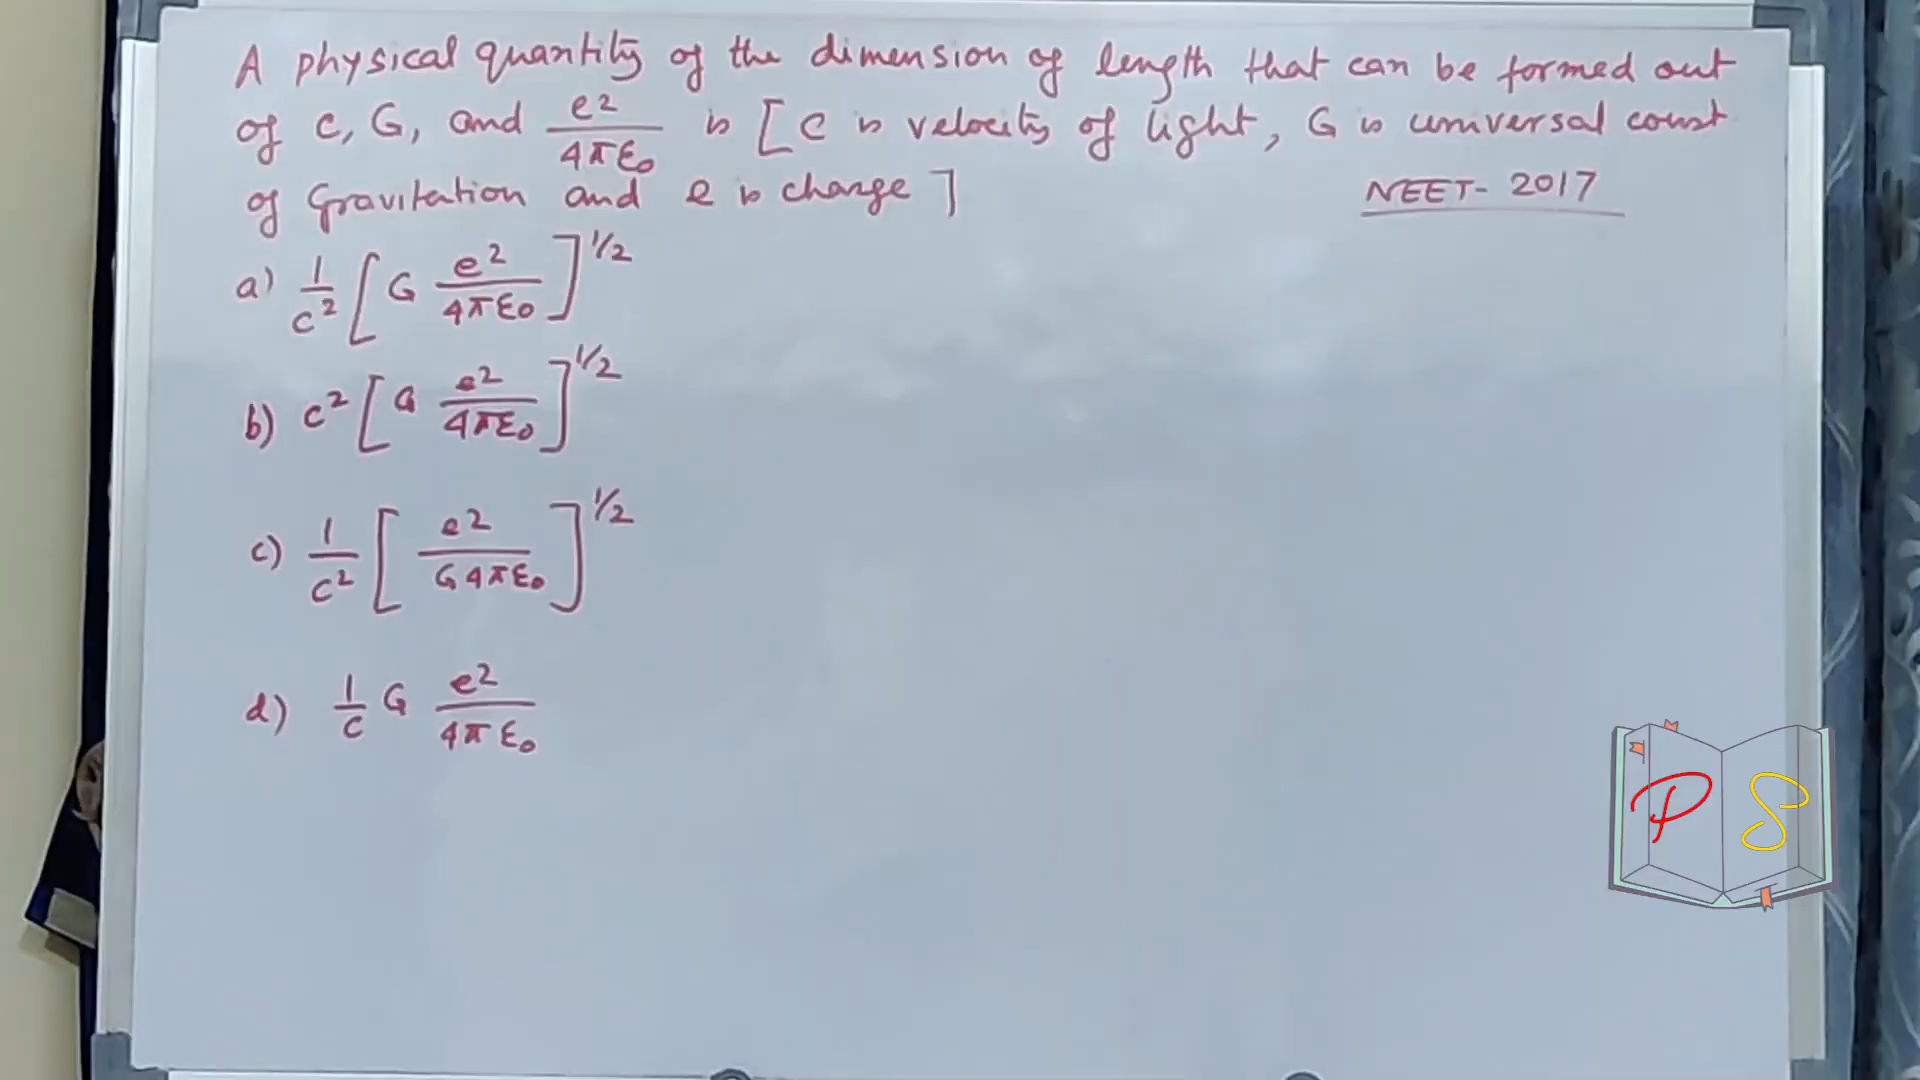 A physical quantity of the dimension of length that can be formed out
of c, G, and e²/4πε₀ is [c is velocity of light, G is universal const
of Gravitation and e is charge]
NEET- 2017
a) 1/c² [G e²/4πε₀]^1/2
b) c² [G e²/4πε₀]^1/2
c) 1/c² [e²/G4πε₀]^1/2
d) 1/c G e²/4πε₀
P S